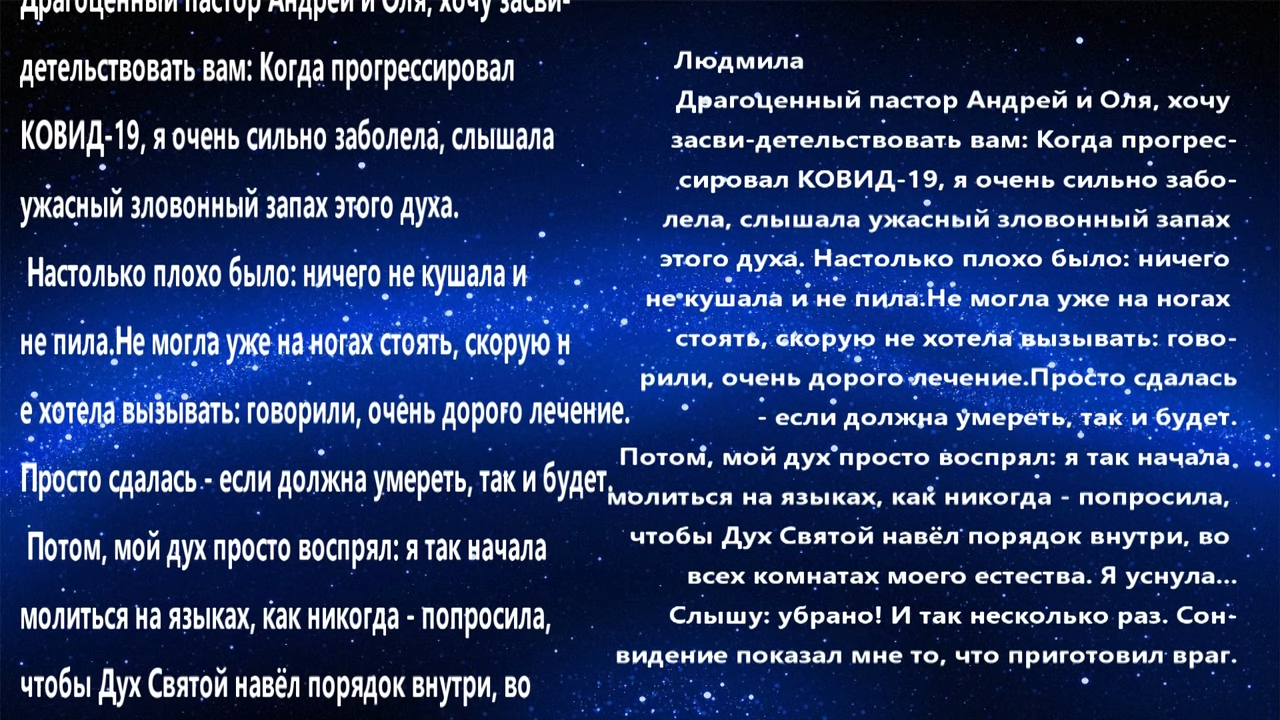 Драгоценный пастор Андрей и Оля, хочу засви-
детельствовать вам: Когда прогрессировал
КОВИД-19, я очень сильно заболела, слышала
ужасный зловонный запах этого духа.
Настолько плохо было: ничего не кушала и
не пила.Не могла уже на ногах стоять, скорую н
е хотела вызывать: говорили, очень дорого лечение.
Просто сдалась - если должна умереть, так и будет.
Потом, мой дух просто воспрял: я так начала
молиться на языках, как никогда - попросила,
чтобы Дух Святой навёл порядок внутри, во
Людмила
Драгоценный пастор Андрей и Оля, хочу
засви-детельствовать вам: Когда прогрес-
сировал КОВИД-19, я очень сильно забо-
лела, слышала ужасный зловонный запах
этого духа. Настолько плохо было: ничего
не кушала и не пила.Не могла уже на ногах
стоять, скорую не хотела вызывать: гово-
рили, очень дорого лечение.Просто сдалась
- если должна умереть, так и будет.
Потом, мой дух просто воспрял: я так начала
молиться на языках, как никогда - попросила,
чтобы Дух Святой навёл порядок внутри, во
всех комнатах моего естества. Я уснула...
Слышу: убрано! И так несколько раз. Сон-
видение показал мне то, что приготовил враг.